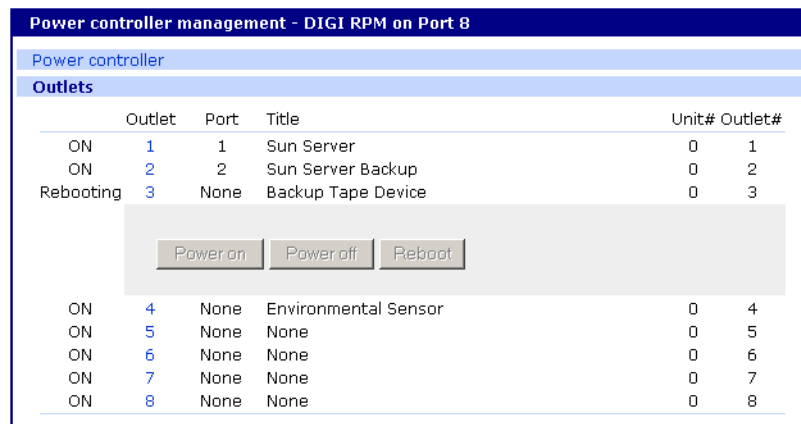 Power controller management - DIGI RPM on Port 8
Power controller
Outlets
Outlet Port Title Unit# Outlet#
ON 1 1 Sun Server 0 1
ON 2 2 Sun Server Backup 0 2
Rebooting 3 None Backup Tape Device 0 3
Power on Power off Reboot
ON 4 None Environmental Sensor 0 4
ON 5 None None 0 5
ON 6 None None 0 6
ON 7 None None 0 7
ON 8 None None 0 8